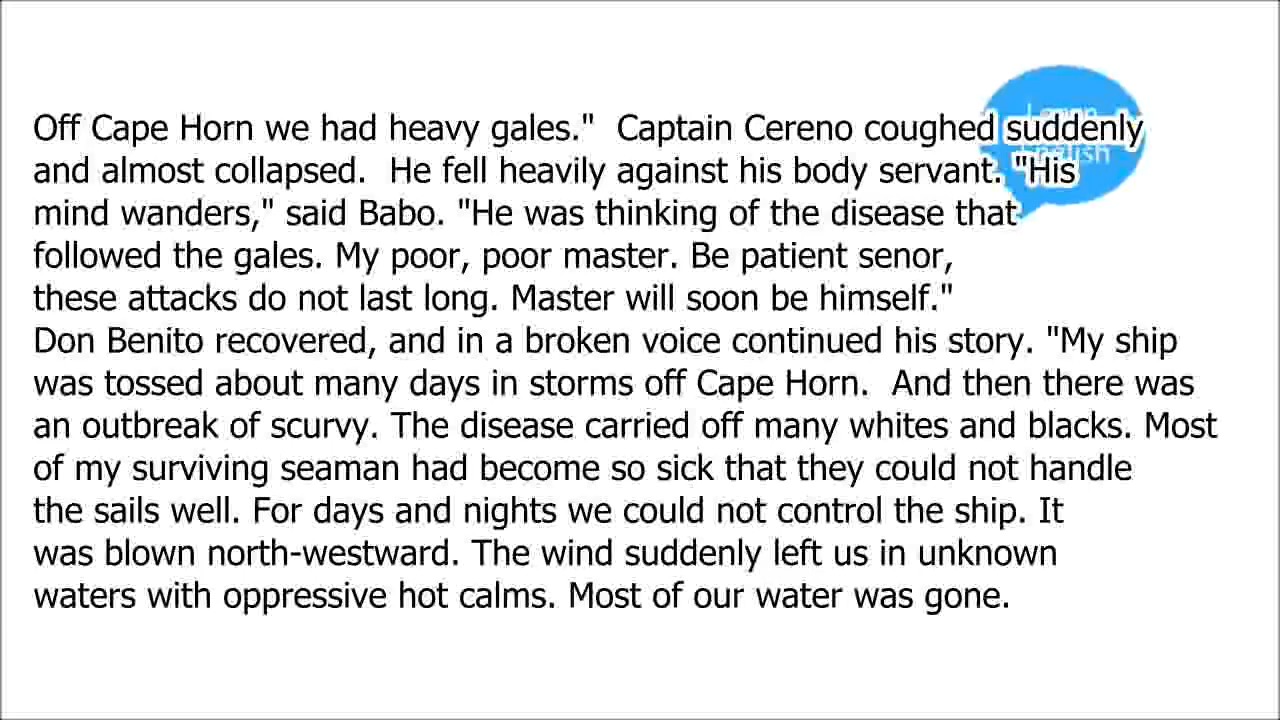 Off Cape Horn we had heavy gales."  Captain Cereno coughed suddenly
and almost collapsed.  He fell heavily against his body servant. "His
mind wanders," said Babo. "He was thinking of the disease that
followed the gales. My poor, poor master. Be patient senor,
these attacks do not last long. Master will soon be himself."
Don Benito recovered, and in a broken voice continued his story. "My ship
was tossed about many days in storms off Cape Horn.  And then there was
an outbreak of scurvy. The disease carried off many whites and blacks. Most
of my surviving seaman had become so sick that they could not handle
the sails well. For days and nights we could not control the ship. It
was blown north-westward. The wind suddenly left us in unknown
waters with oppressive hot calms. Most of our water was gone.